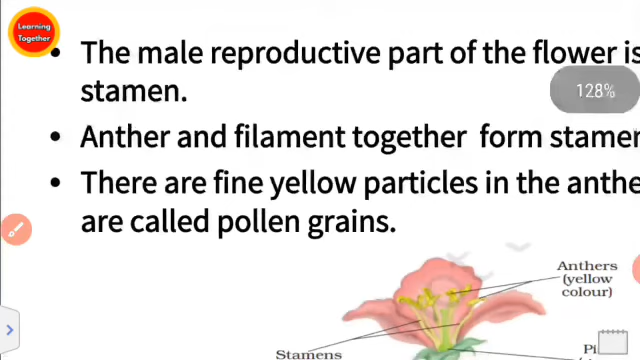 Learning
Together
• The male reproductive part of the flower is
stamen.
128%
• Anther and filament together form stamen
• There are fine yellow particles in the anthe
are called pollen grains.
Anthers
(yellow
colour)
Stamens
Pi